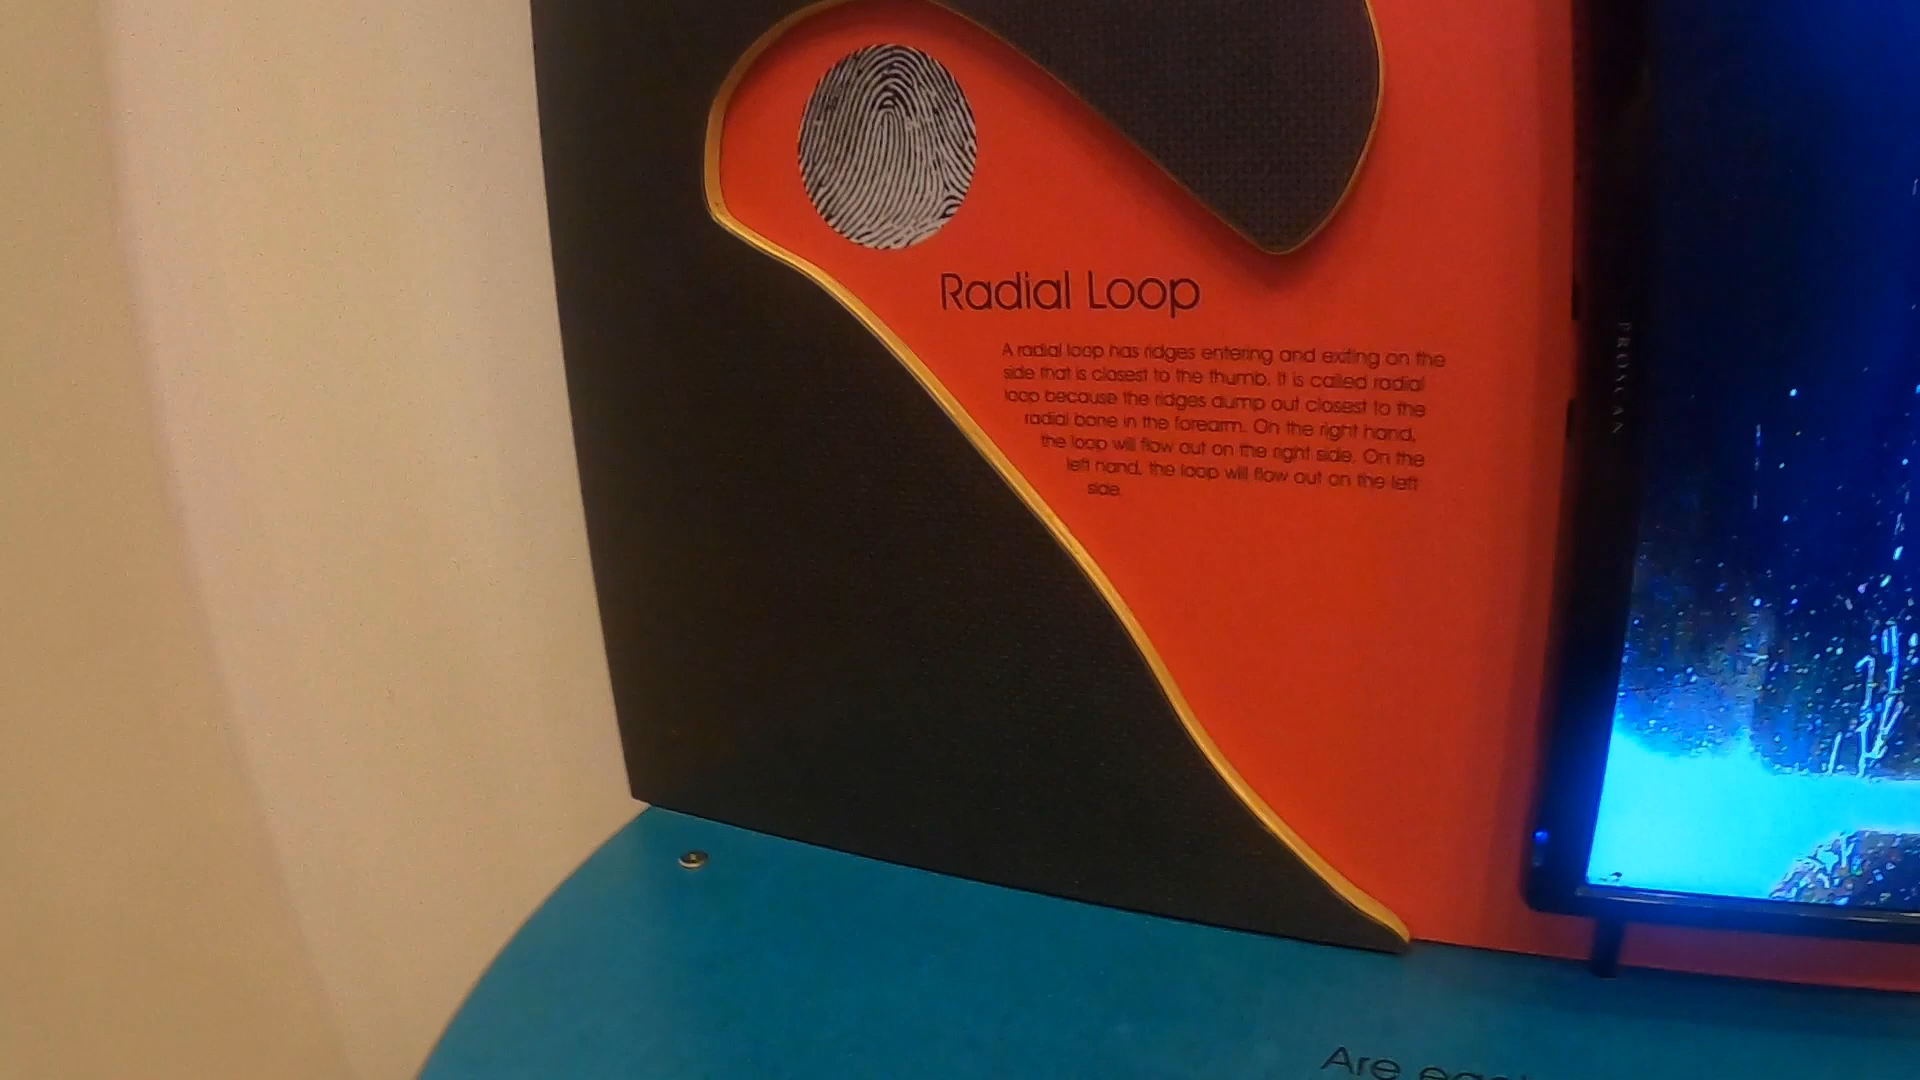 Radial Loop
A radial loop has ridges entering and exiting on the
side that is closest to the thumb. It is called radial
loop because the ridges dump out closest to the
radial bone in the forearm. On the right hand,
the loop will flow out on the right side. On the
left hand, the loop will flow out on the left
side.
PROSCAN
Are